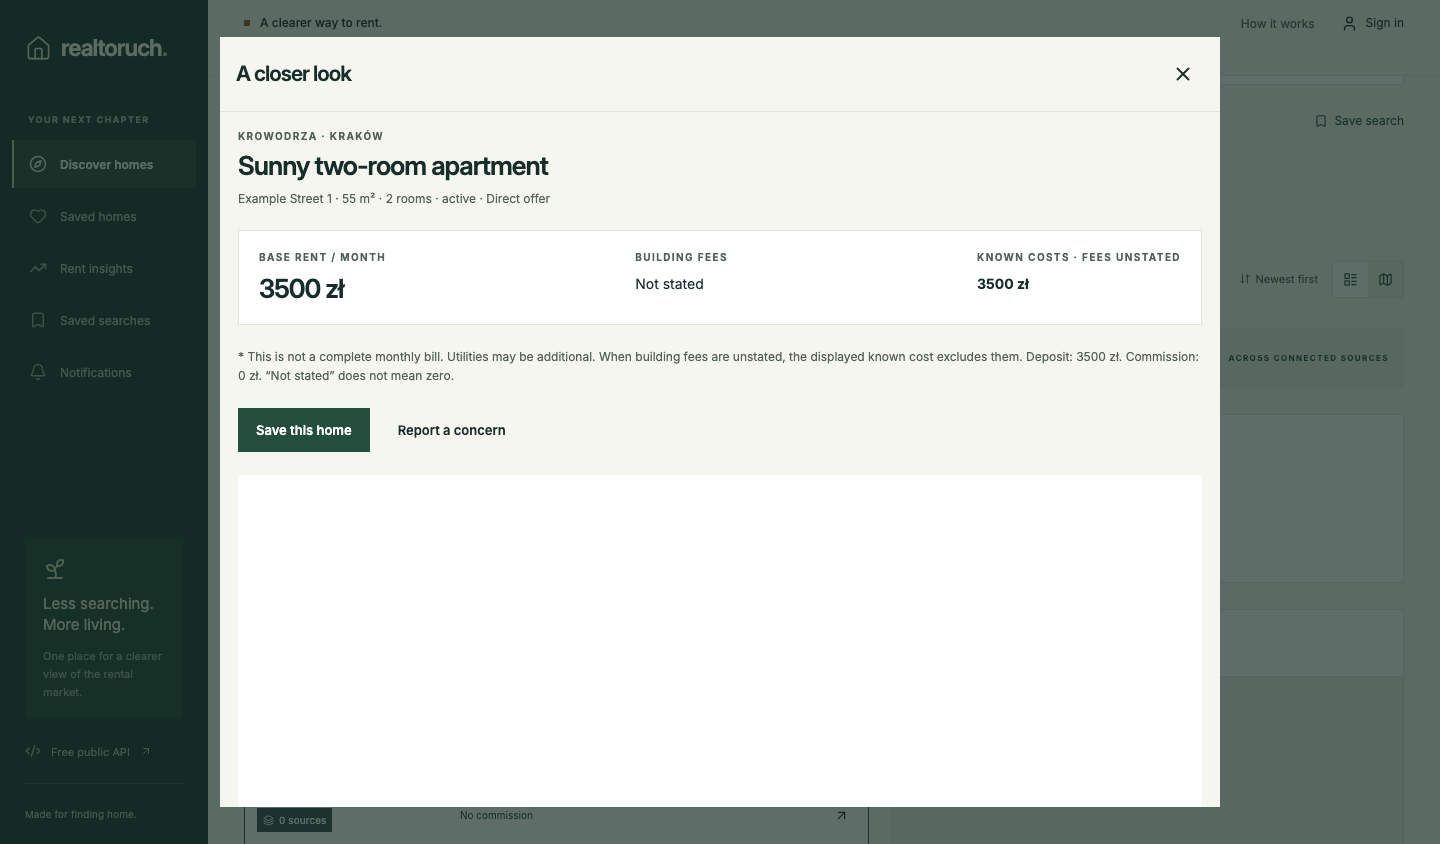 realtoruch.
YOUR NEXT CHAPTER
Discover homes
Saved homes
Rent insights
Saved searches
Notifications
Less searching.
More living.
One place for a clearer
view of the rental
market.
Free public API
Made for finding home.
A clearer way to rent.
How it works
Sign in
Save search
Newest first
ACROSS CONNECTED SOURCES
A closer look
KROWODRZA · KRAKÓW
Sunny two-room apartment
Example Street 1 · 55 m² · 2 rooms · active · Direct offer
BASE RENT / MONTH
3500 zł
BUILDING FEES
Not stated
KNOWN COSTS · FEES UNSTATED
3500 zł
* This is not a complete monthly bill. Utilities may be additional. When building fees are unstated, the displayed known cost excludes them. Deposit: 3500 zł. Commission:
0 zł. “Not stated” does not mean zero.
Save this home
Report a concern
0 sources
No commission